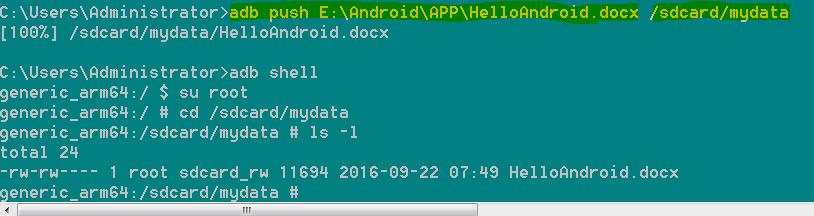 C:\Users\Administrator>adb push E:\Android\APP\HelloAndroid.docx /sdcard/mydata
[100%] /sdcard/mydata/HelloAndroid.docx
C:\Users\Administrator>adb shell
generic_arm64:/ $ su root
generic_arm64:/ # cd /sdcard/mydata
generic_arm64:/sdcard/mydata # ls -l
total 24
-rw-rw---- 1 root sdcard_rw 11694 2016-09-22 07:49 HelloAndroid.docx
generic_arm64:/sdcard/mydata #